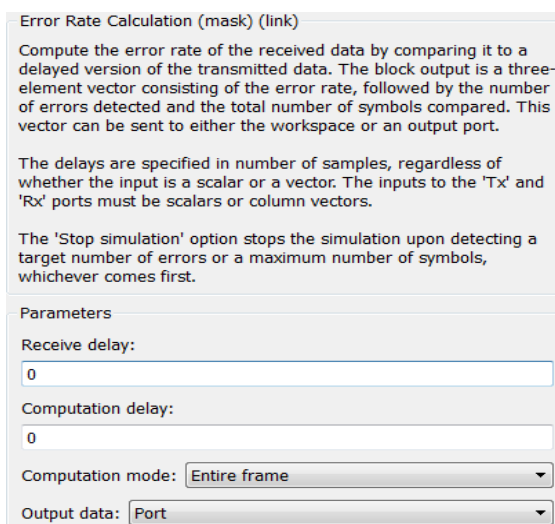 Error Rate Calculation (mask) (link)
Compute the error rate of the received data by comparing it to a
delayed version of the transmitted data. The block output is a three-
element vector consisting of the error rate, followed by the number
of errors detected and the total number of symbols compared. This
vector can be sent to either the workspace or an output port.
The delays are specified in number of samples, regardless of
whether the input is a scalar or a vector. The inputs to the 'Tx' and
'Rx' ports must be scalars or column vectors.
The 'Stop simulation' option stops the simulation upon detecting a
target number of errors or a maximum number of symbols,
whichever comes first.
Parameters
Receive delay:
0
Computation delay:
0
Computation mode: Entire frame
Output data: Port